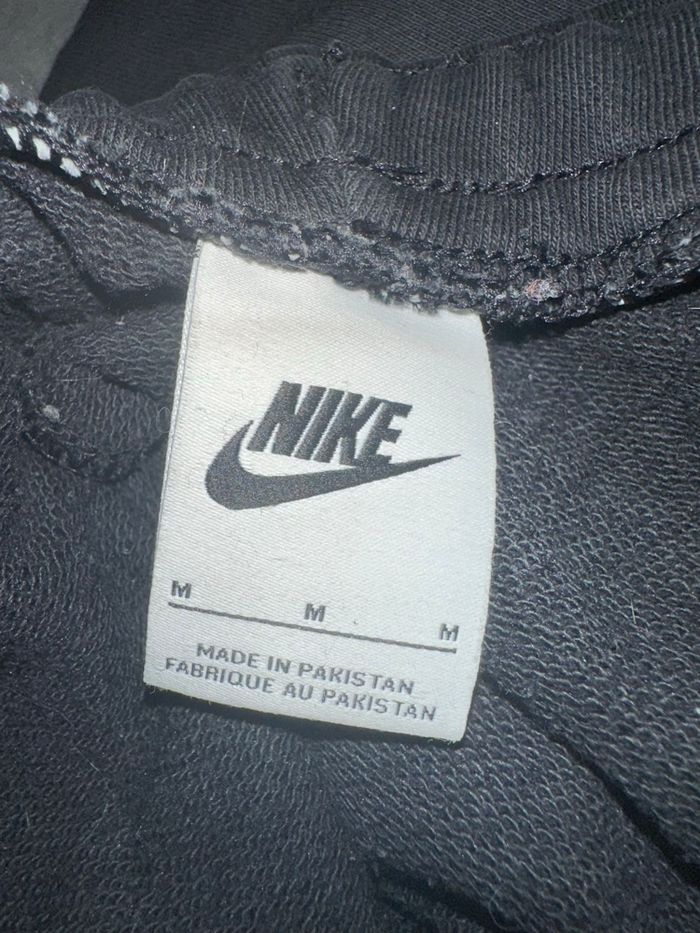 NIKE
M M M
MADE IN PAKISTAN
FABRIQUE AU PAKISTAN